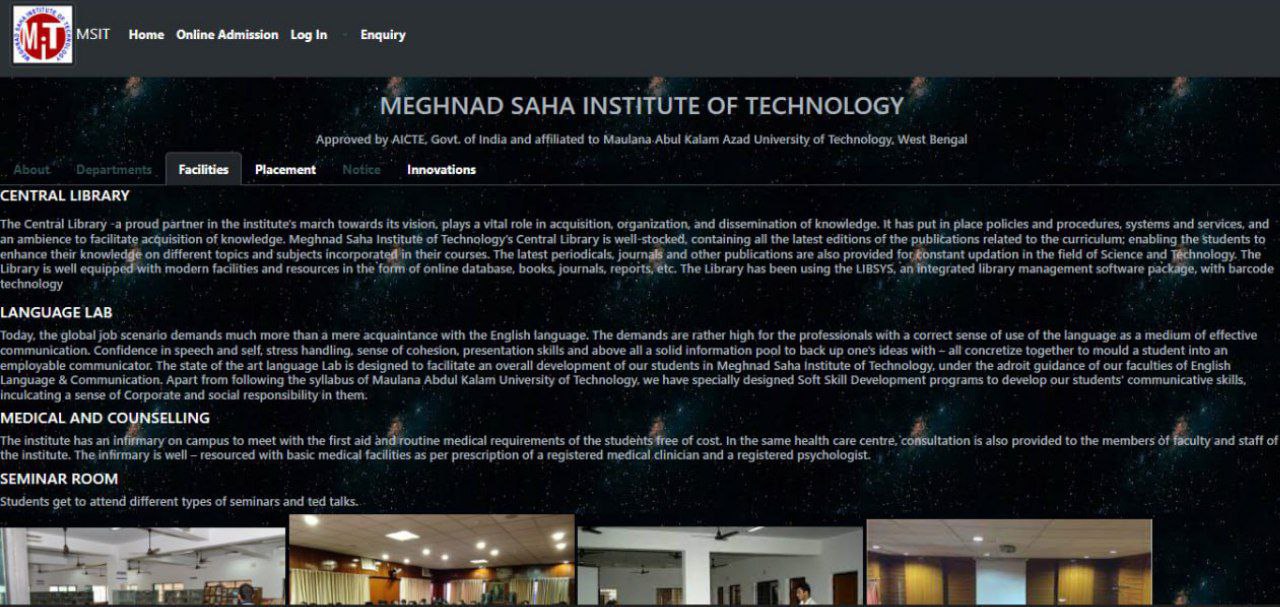 MEGHNAD SAHA INSTITUTE OF TECHNOLOGY
MSIT Home Online Admission Log In Enquiry
MEGHNAD SAHA INSTITUTE OF TECHNOLOGY
Approved by AICTE, Govt. of India and affiliated to Maulana Abul Kalam Azad University of Technology, West Bengal
About Departments Facilities Placement Notice Innovations
CENTRAL LIBRARY
The Central Library -a proud partner in the institute's march towards its vision, plays a vital role in acquisition, organization, and dissemination of knowledge. It has put in place policies and procedures, systems and services, and
an ambience to facilitate acquisition of knowledge. Meghnad Saha Institute of Technology's Central Library is well-stocked, containing all the latest editions of the publications related to the curriculum; enabling the students to
enhance their knowledge on different topics and subjects incorporated in their courses. The latest periodicals, journals and other publications are also provided for constant updation in the field of Science and Technology. The
Library is well equipped with modern facilities and resources in the form of online database, books, journals, reports, etc. The Library has been using the LIBSYS, an integrated library management software package, with barcode
technology
LANGUAGE LAB
Today, the global job scenario demands much more than a mere acquaintance with the English language. The demands are rather high for the professionals with a correct sense of use of the language as a medium of effective
communication. Confidence in speech and self, stress handling, sense of cohesion, presentation skills and above all a solid information pool to back up one's ideas with – all concretize together to mould a student into an
employable communicator. The state of the art language Lab is designed to facilitate an overall development of our students in Meghnad Saha Institute of Technology, under the adroit guidance of our faculties of English
Language & Communication. Apart from following the syllabus of Maulana Abdul Kalam University of Technology, we have specially designed Soft Skill Development programs to develop our students' communicative skills,
inculcating a sense of Corporate and social responsibility in them.
MEDICAL AND COUNSELLING
The institute has an infirmary on campus to meet with the first aid and routine medical requirements of the students free of cost. In the same health care centre, consultation is also provided to the members of faculty and staff of
the institute. The infirmary is well – resourced with basic medical facilities as per prescription of a registered medical clinician and a registered psychologist.
SEMINAR ROOM
Students get to attend different types of seminars and ted talks.